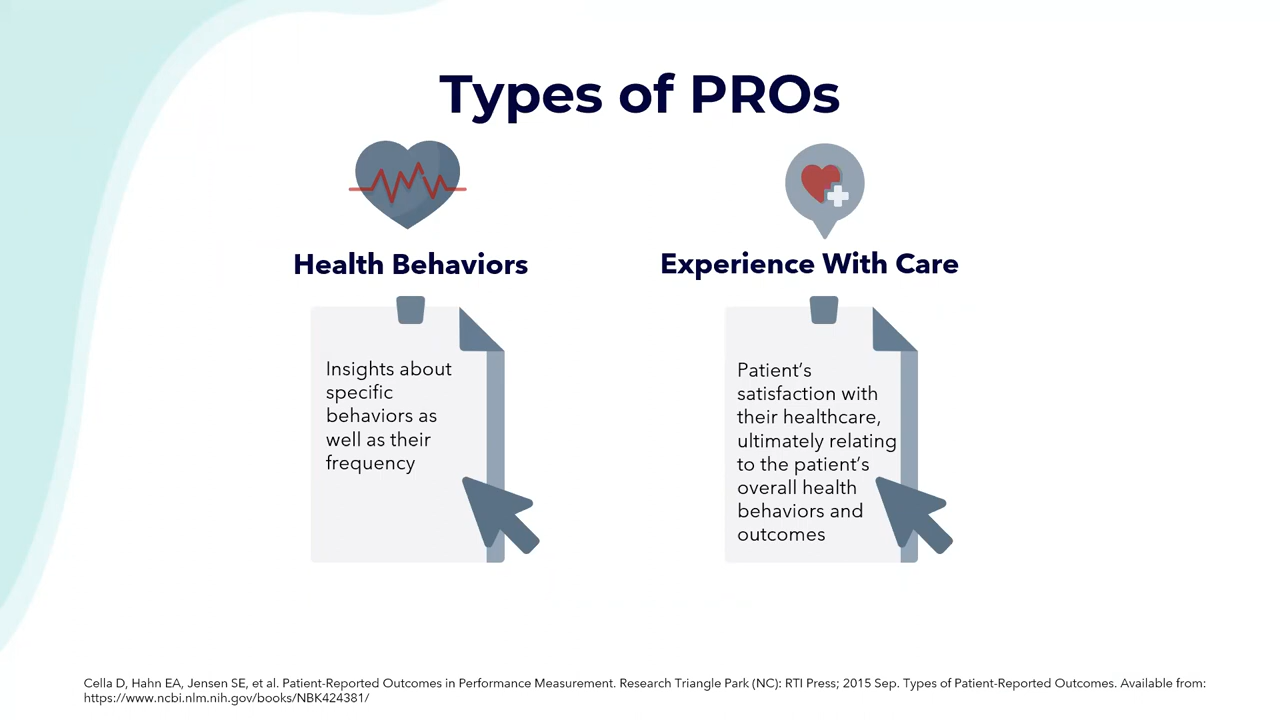 Types of PROs
Health Behaviors
Insights about
specific
behaviors as
well as their
frequency
Experience With Care
Patient’s
satisfaction with
their healthcare,
ultimately relating
to the patient’s
overall health
behaviors and
outcomes
Cella D, Hahn EA, Jensen SE, et al. Patient-Reported Outcomes in Performance Measurement. Research Triangle Park (NC): RTI Press; 2015 Sep. Types of Patient-Reported Outcomes. Available from:
https://www.ncbi.nlm.nih.gov/books/NBK424381/